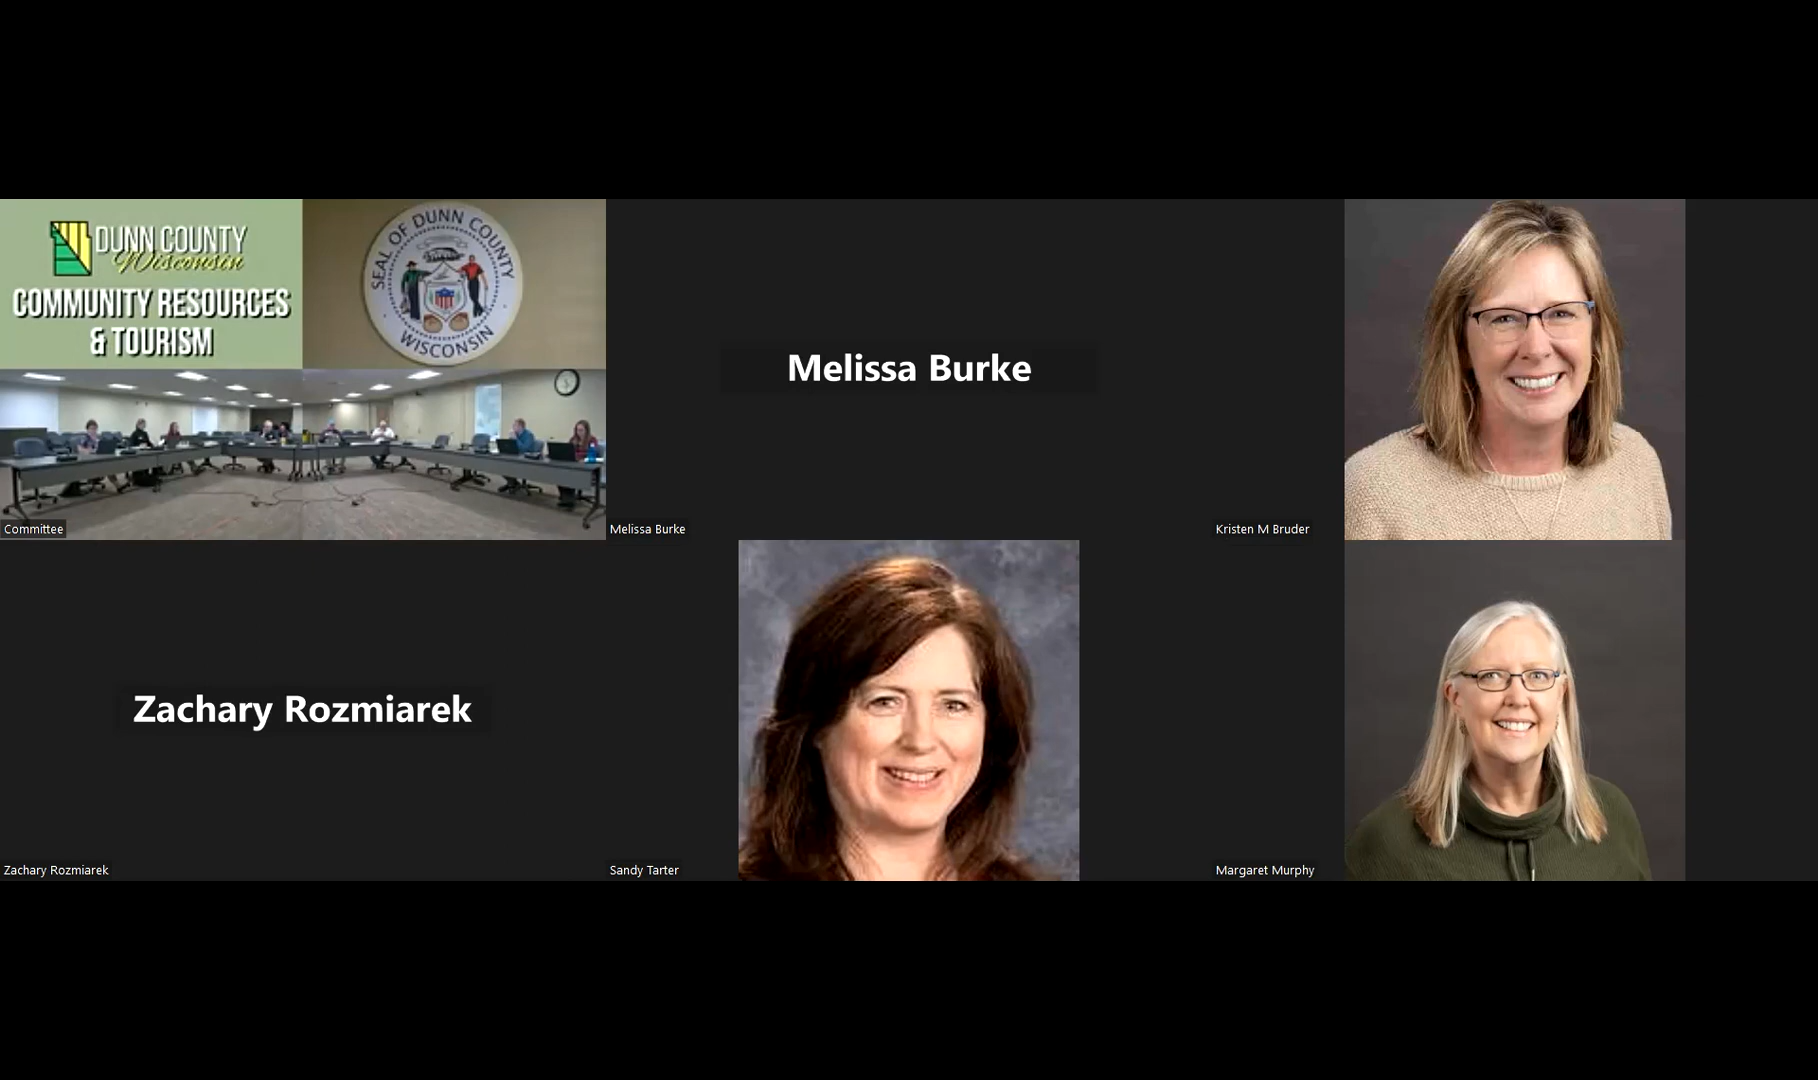 DUNN COUNTY
Wisconsin
COMMUNITY RESOURCES
& TOURISM
SEAL OF DUNN COUNTY
WISCONSIN
Committee
Melissa Burke
Melissa Burke
Kristen M Bruder
Zachary Rozmiarek
Zachary Rozmiarek
Sandy Tarter
Margaret Murphy